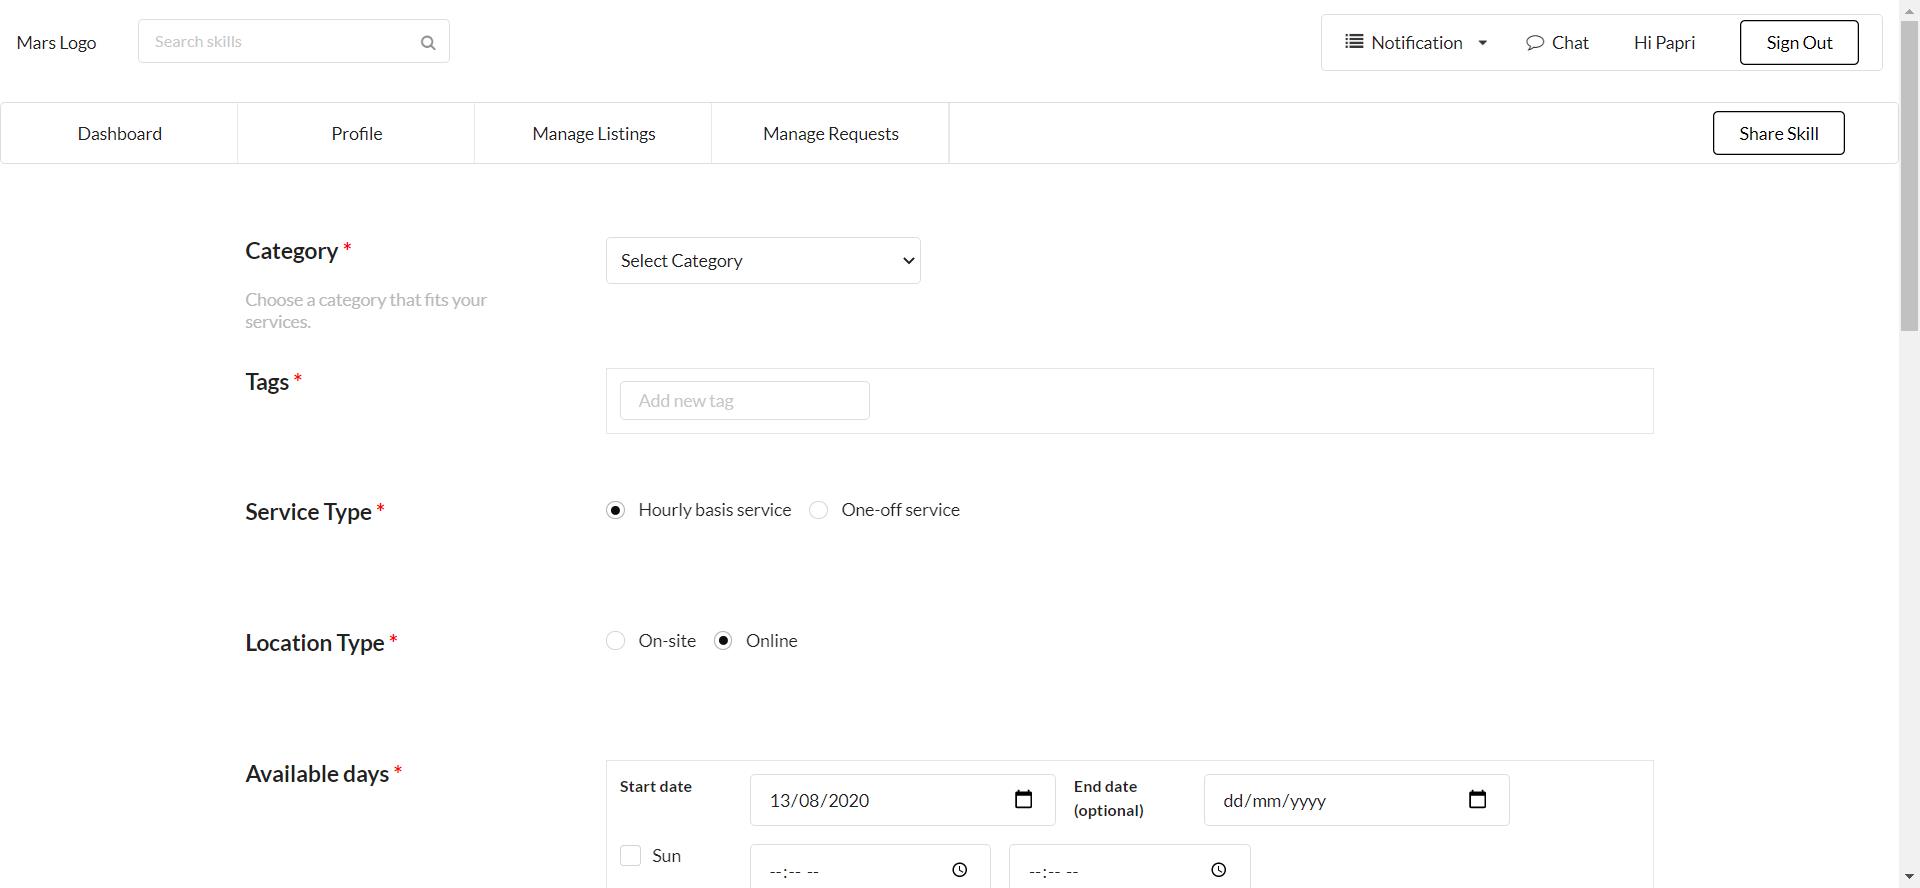 Mars Logo
Search skills
Notification
Chat
Hi Papri
Sign Out
Dashboard
Profile
Manage Listings
Manage Requests
Share Skill
Category *
Select Category
Choose a category that fits your
services.
Tags *
Add new tag
Service Type *
Hourly basis service
One-off service
Location Type *
On-site
Online
Available days *
Start date
13/08/2020
End date
(optional)
dd/mm/yyyy
Sun
--:-- --
--:-- --